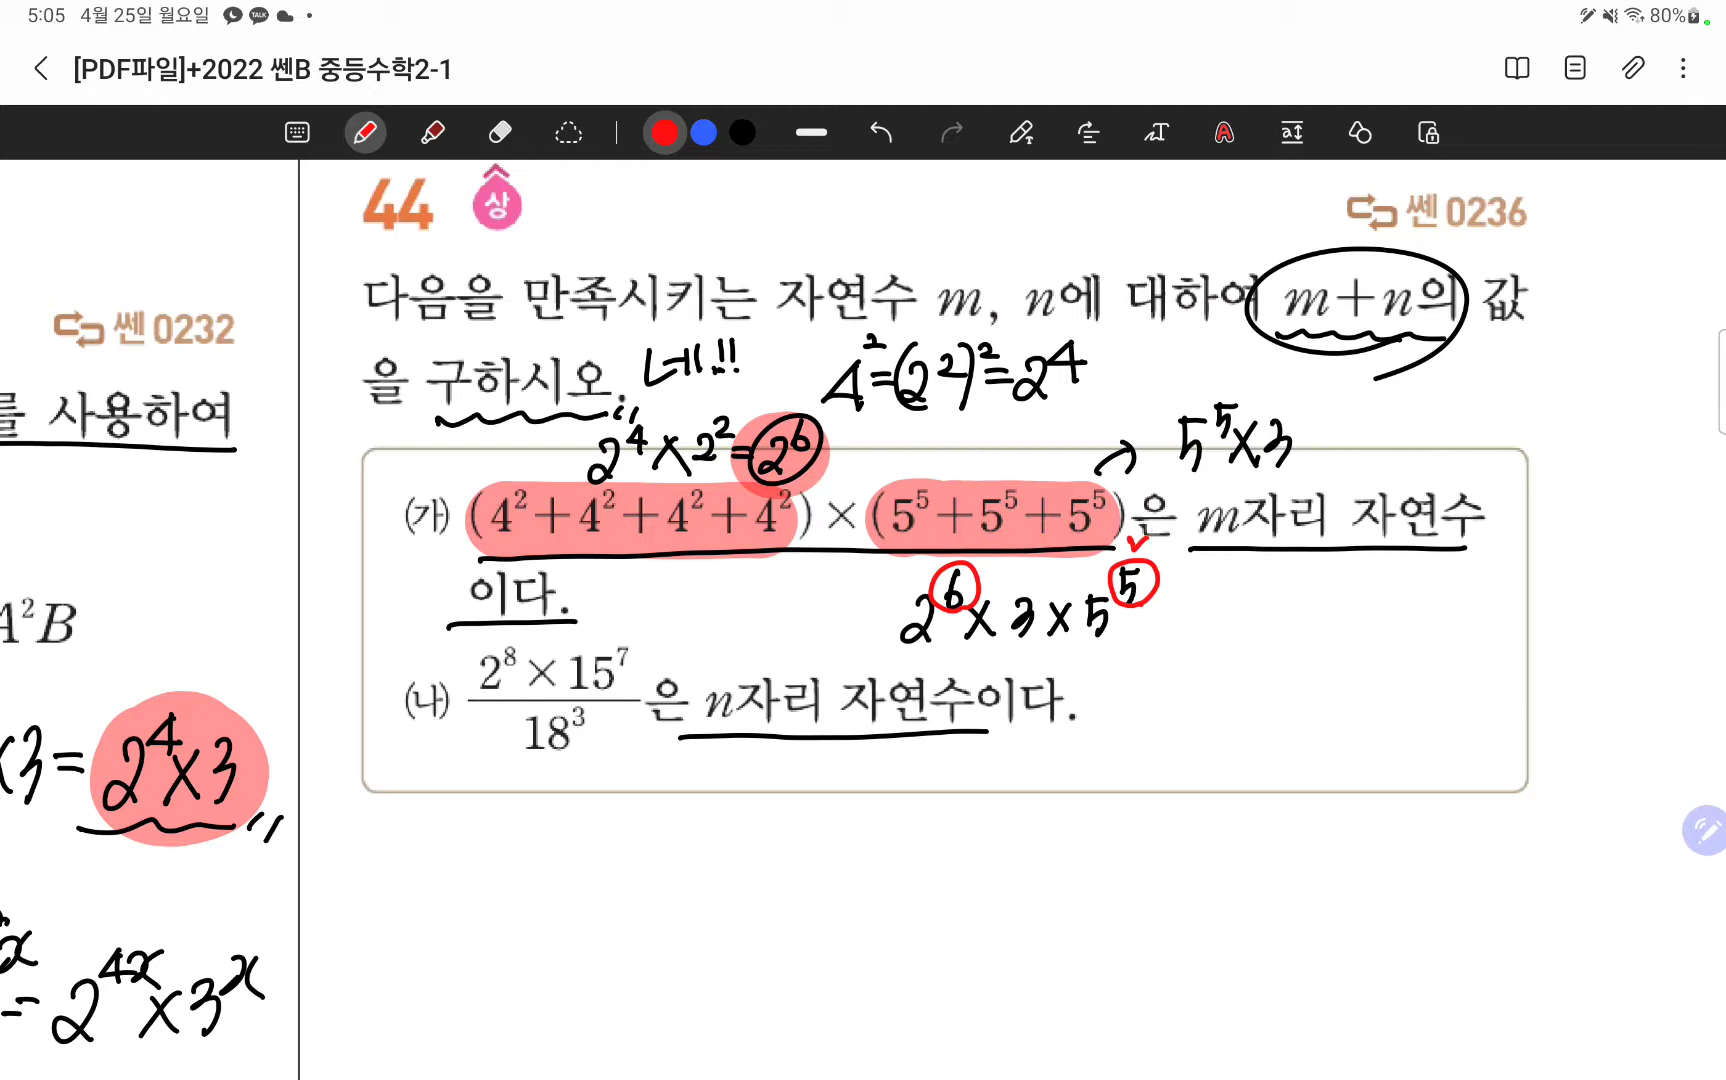 5:05 4월 25일 월요일 TALK 80%
[PDF파일]+2022 쎈B 중등수학2-1
쎈 0232
를 사용하여
A²B
x3 = 2⁴×3
= 2⁴ˣ×3ˣ
44 상 쎈 0236
다음을 만족시키는 자연수 m, n에 대하여 m+n의 값
을 구하시오. 네!!
4²=(2²)²=2⁴
2⁴×2²=2⁶
5⁵×3
(가) (4²+4²+4²+4²)×(5⁵+5⁵+5⁵)은 m자리 자연수
이다.
2⁶×3×5⁵
(나) 2⁸×15⁷/18³은 n자리 자연수이다.